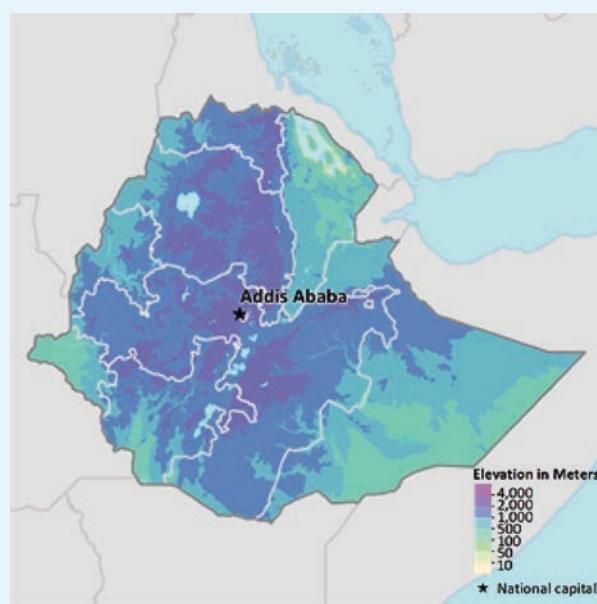 Addis Ababa
Elevation in Meters
4,000
2,000
1,000
500
100
50
10
★ National capital